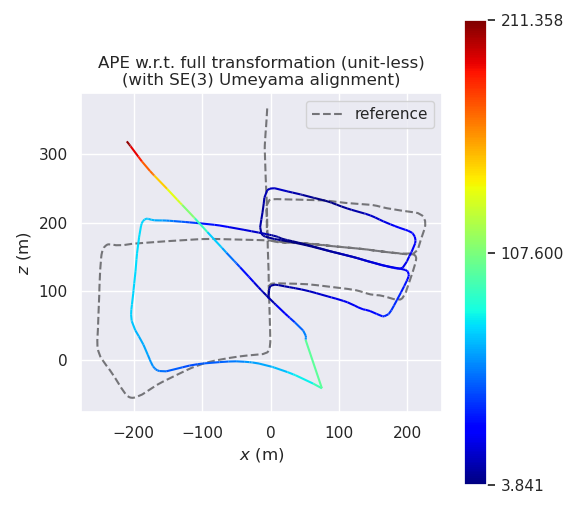 APE w.r.t. full transformation (unit-less)
(with SE(3) Umeyama alignment)
reference
211.358
107.600
3.841
300
200
100
0
z (m)
−200
−100
0
100
200
x (m)